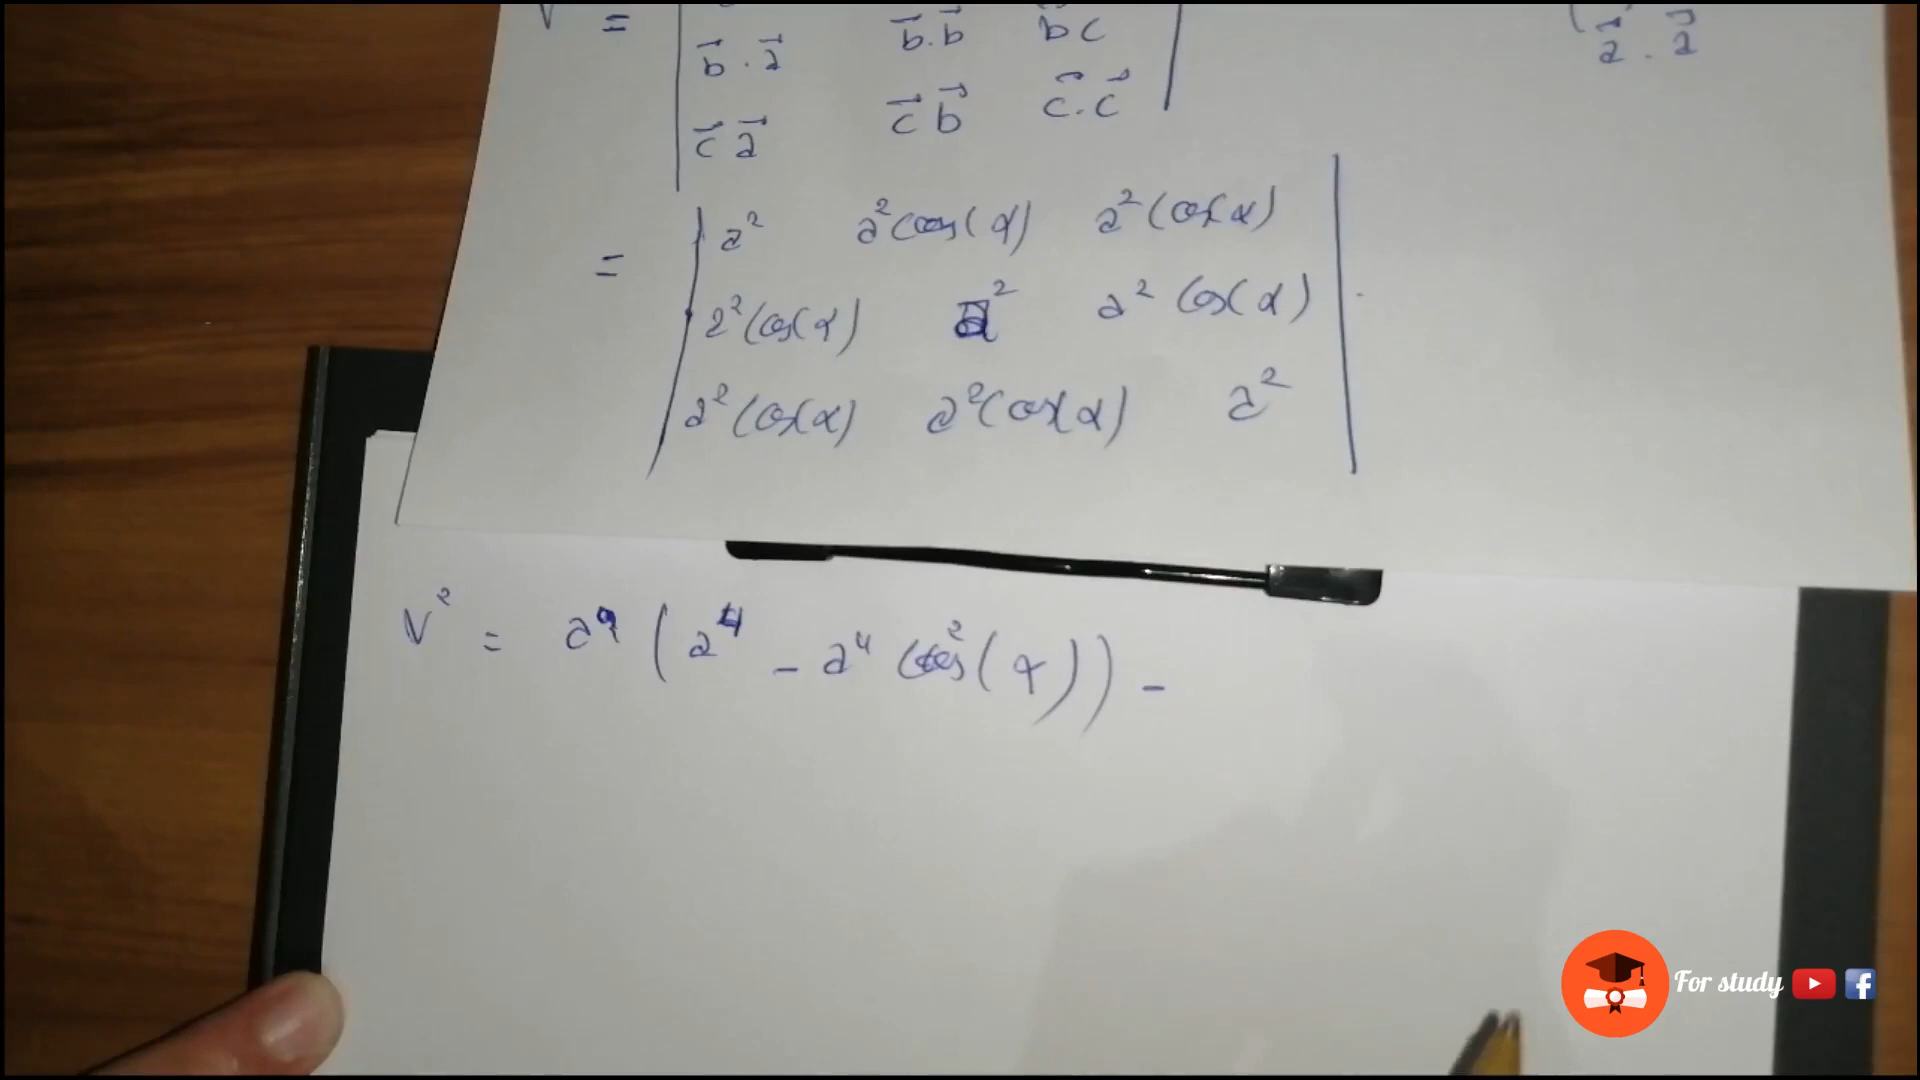 V =
b⃗ . a⃗ b⃗ . b⃗ b c
a⃗ . a⃗
c⃗ a⃗ c⃗ b⃗ c⃗ . c⃗
= | a² a² cos(α) a² cos(α) |
| a² cos(α) a² a² cos(α) | .
| a² cos(α) a² cos(α) a² |
V² = a² ( a⁴ - a⁴ cos²(α)) -
For study